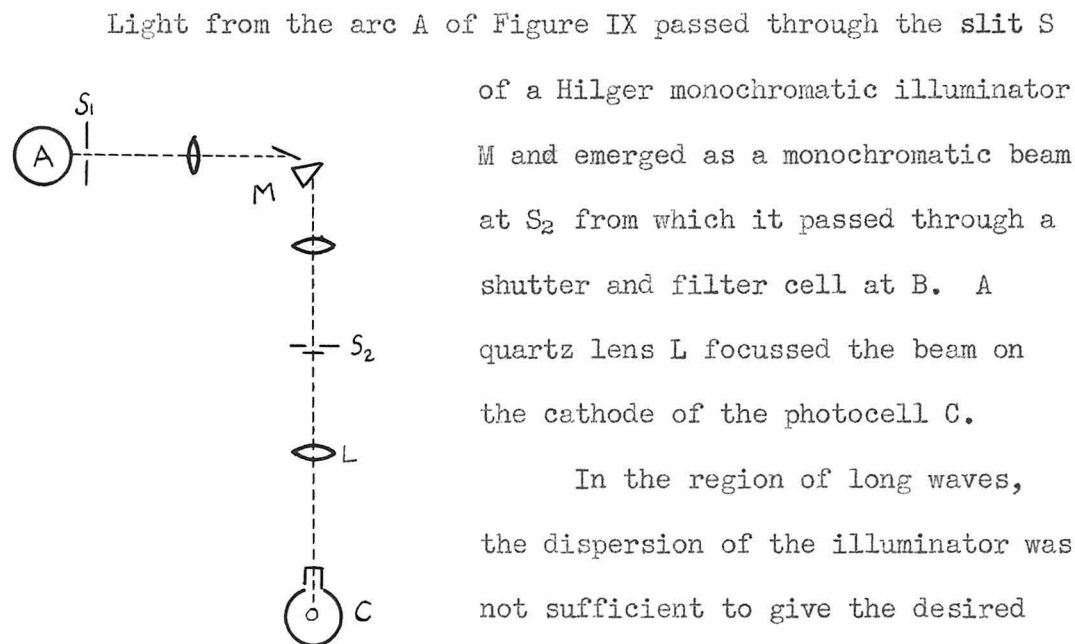 Light from the arc A of Figure IX passed through the slit S
of a Hilger monochromatic illuminator
M and emerged as a monochromatic beam
at S₂ from which it passed through a
shutter and filter cell at B. A
quartz lens L focussed the beam on
the cathode of the photocell C.
In the region of long waves,
the dispersion of the illuminator was
not sufficient to give the desired
S₁
A
M
S₂
L
C